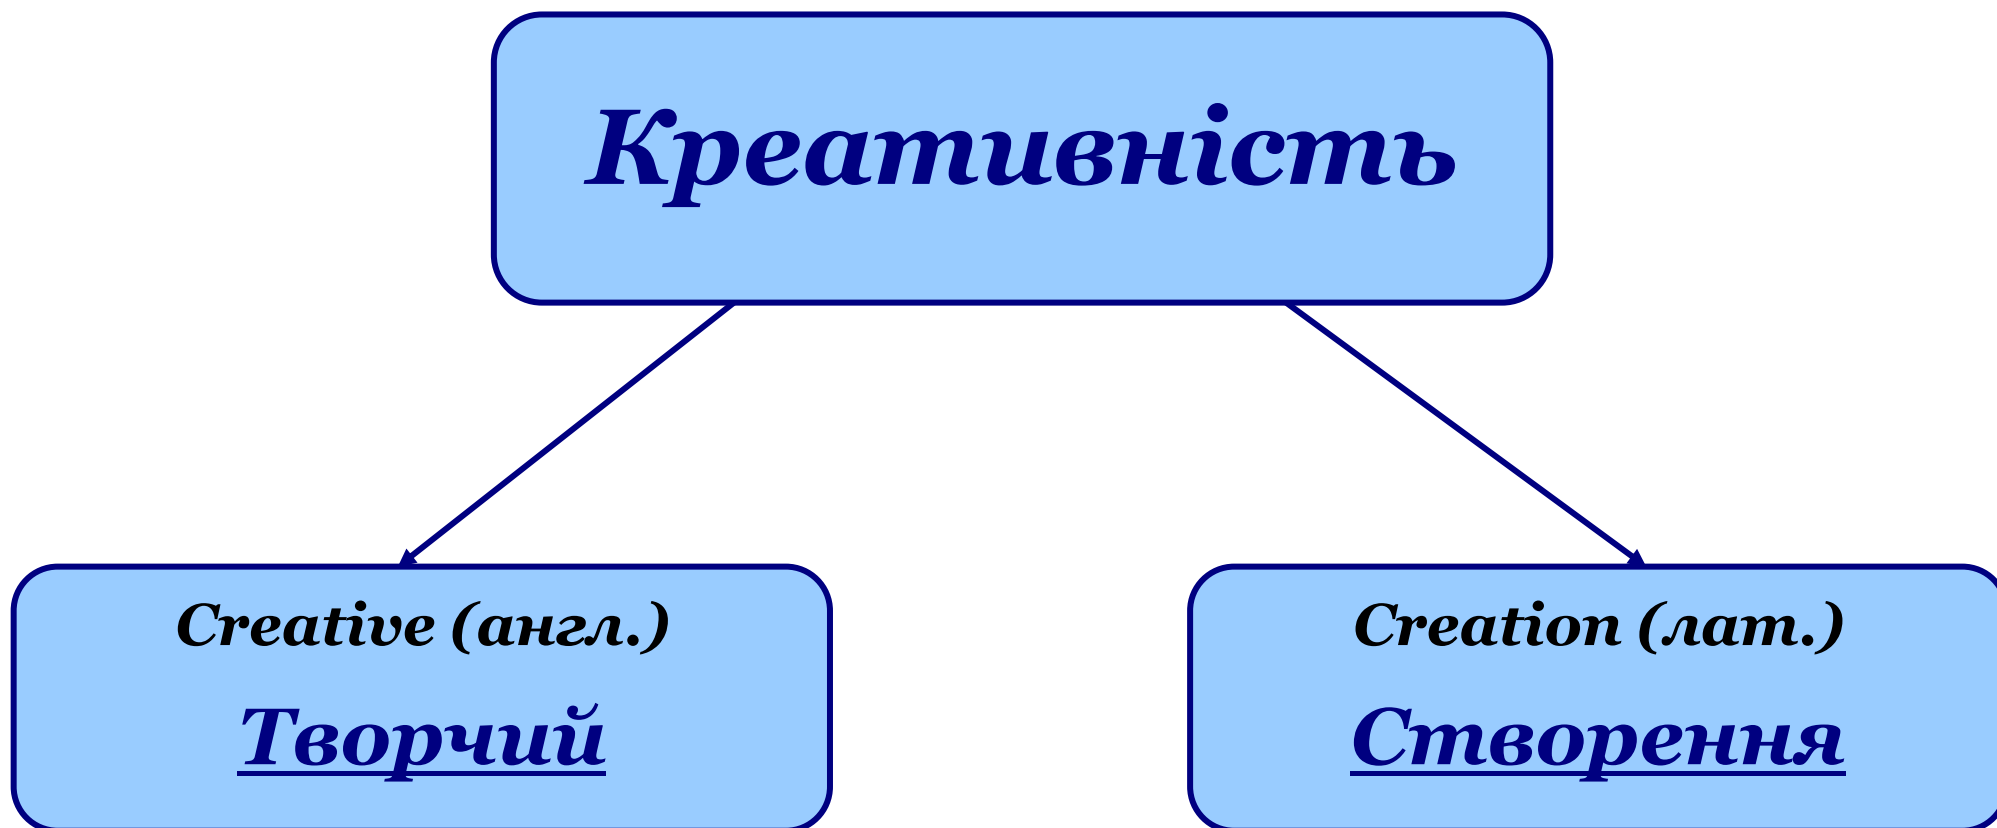 Креативність
Creative (англ.)
Творчий
Creation (лат.)
Створення